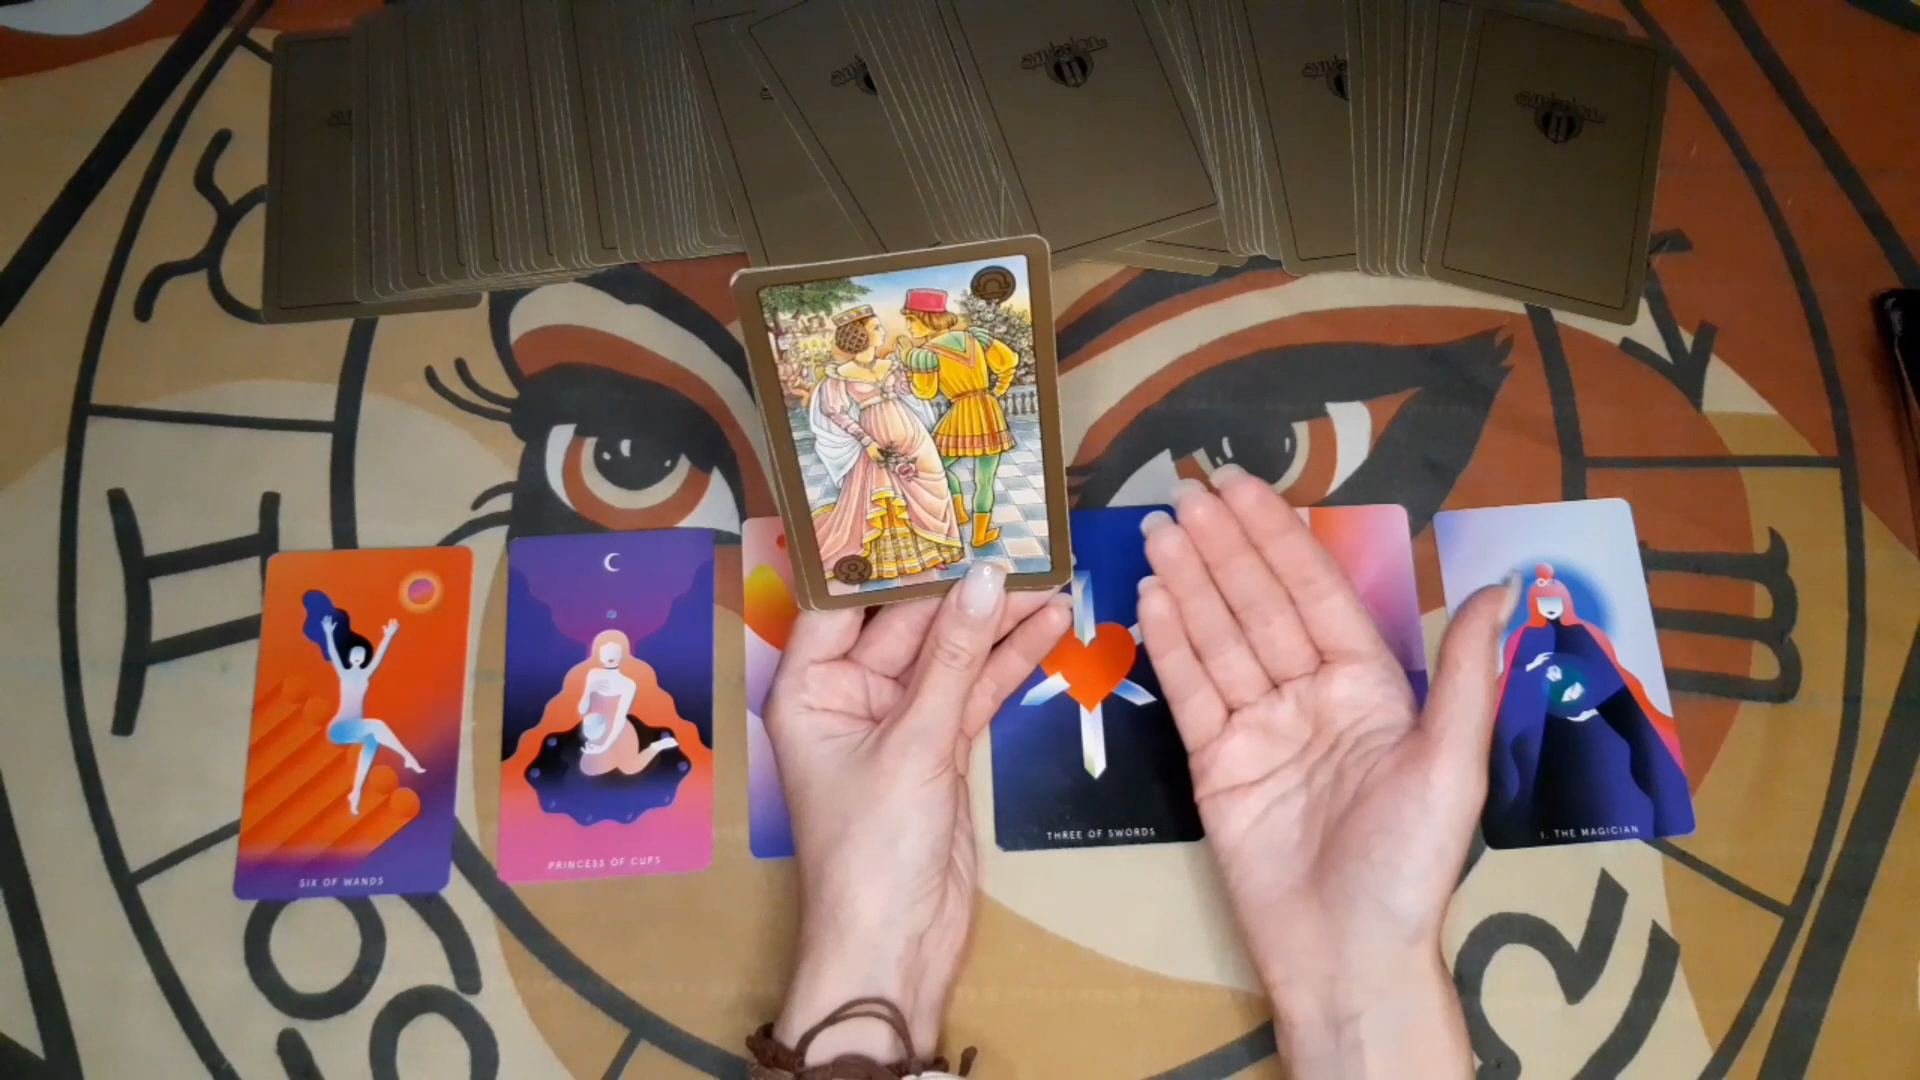 SIX OF WANDS
PRINCESS OF CUPS
THREE OF SWORDS
I. THE MAGICIAN